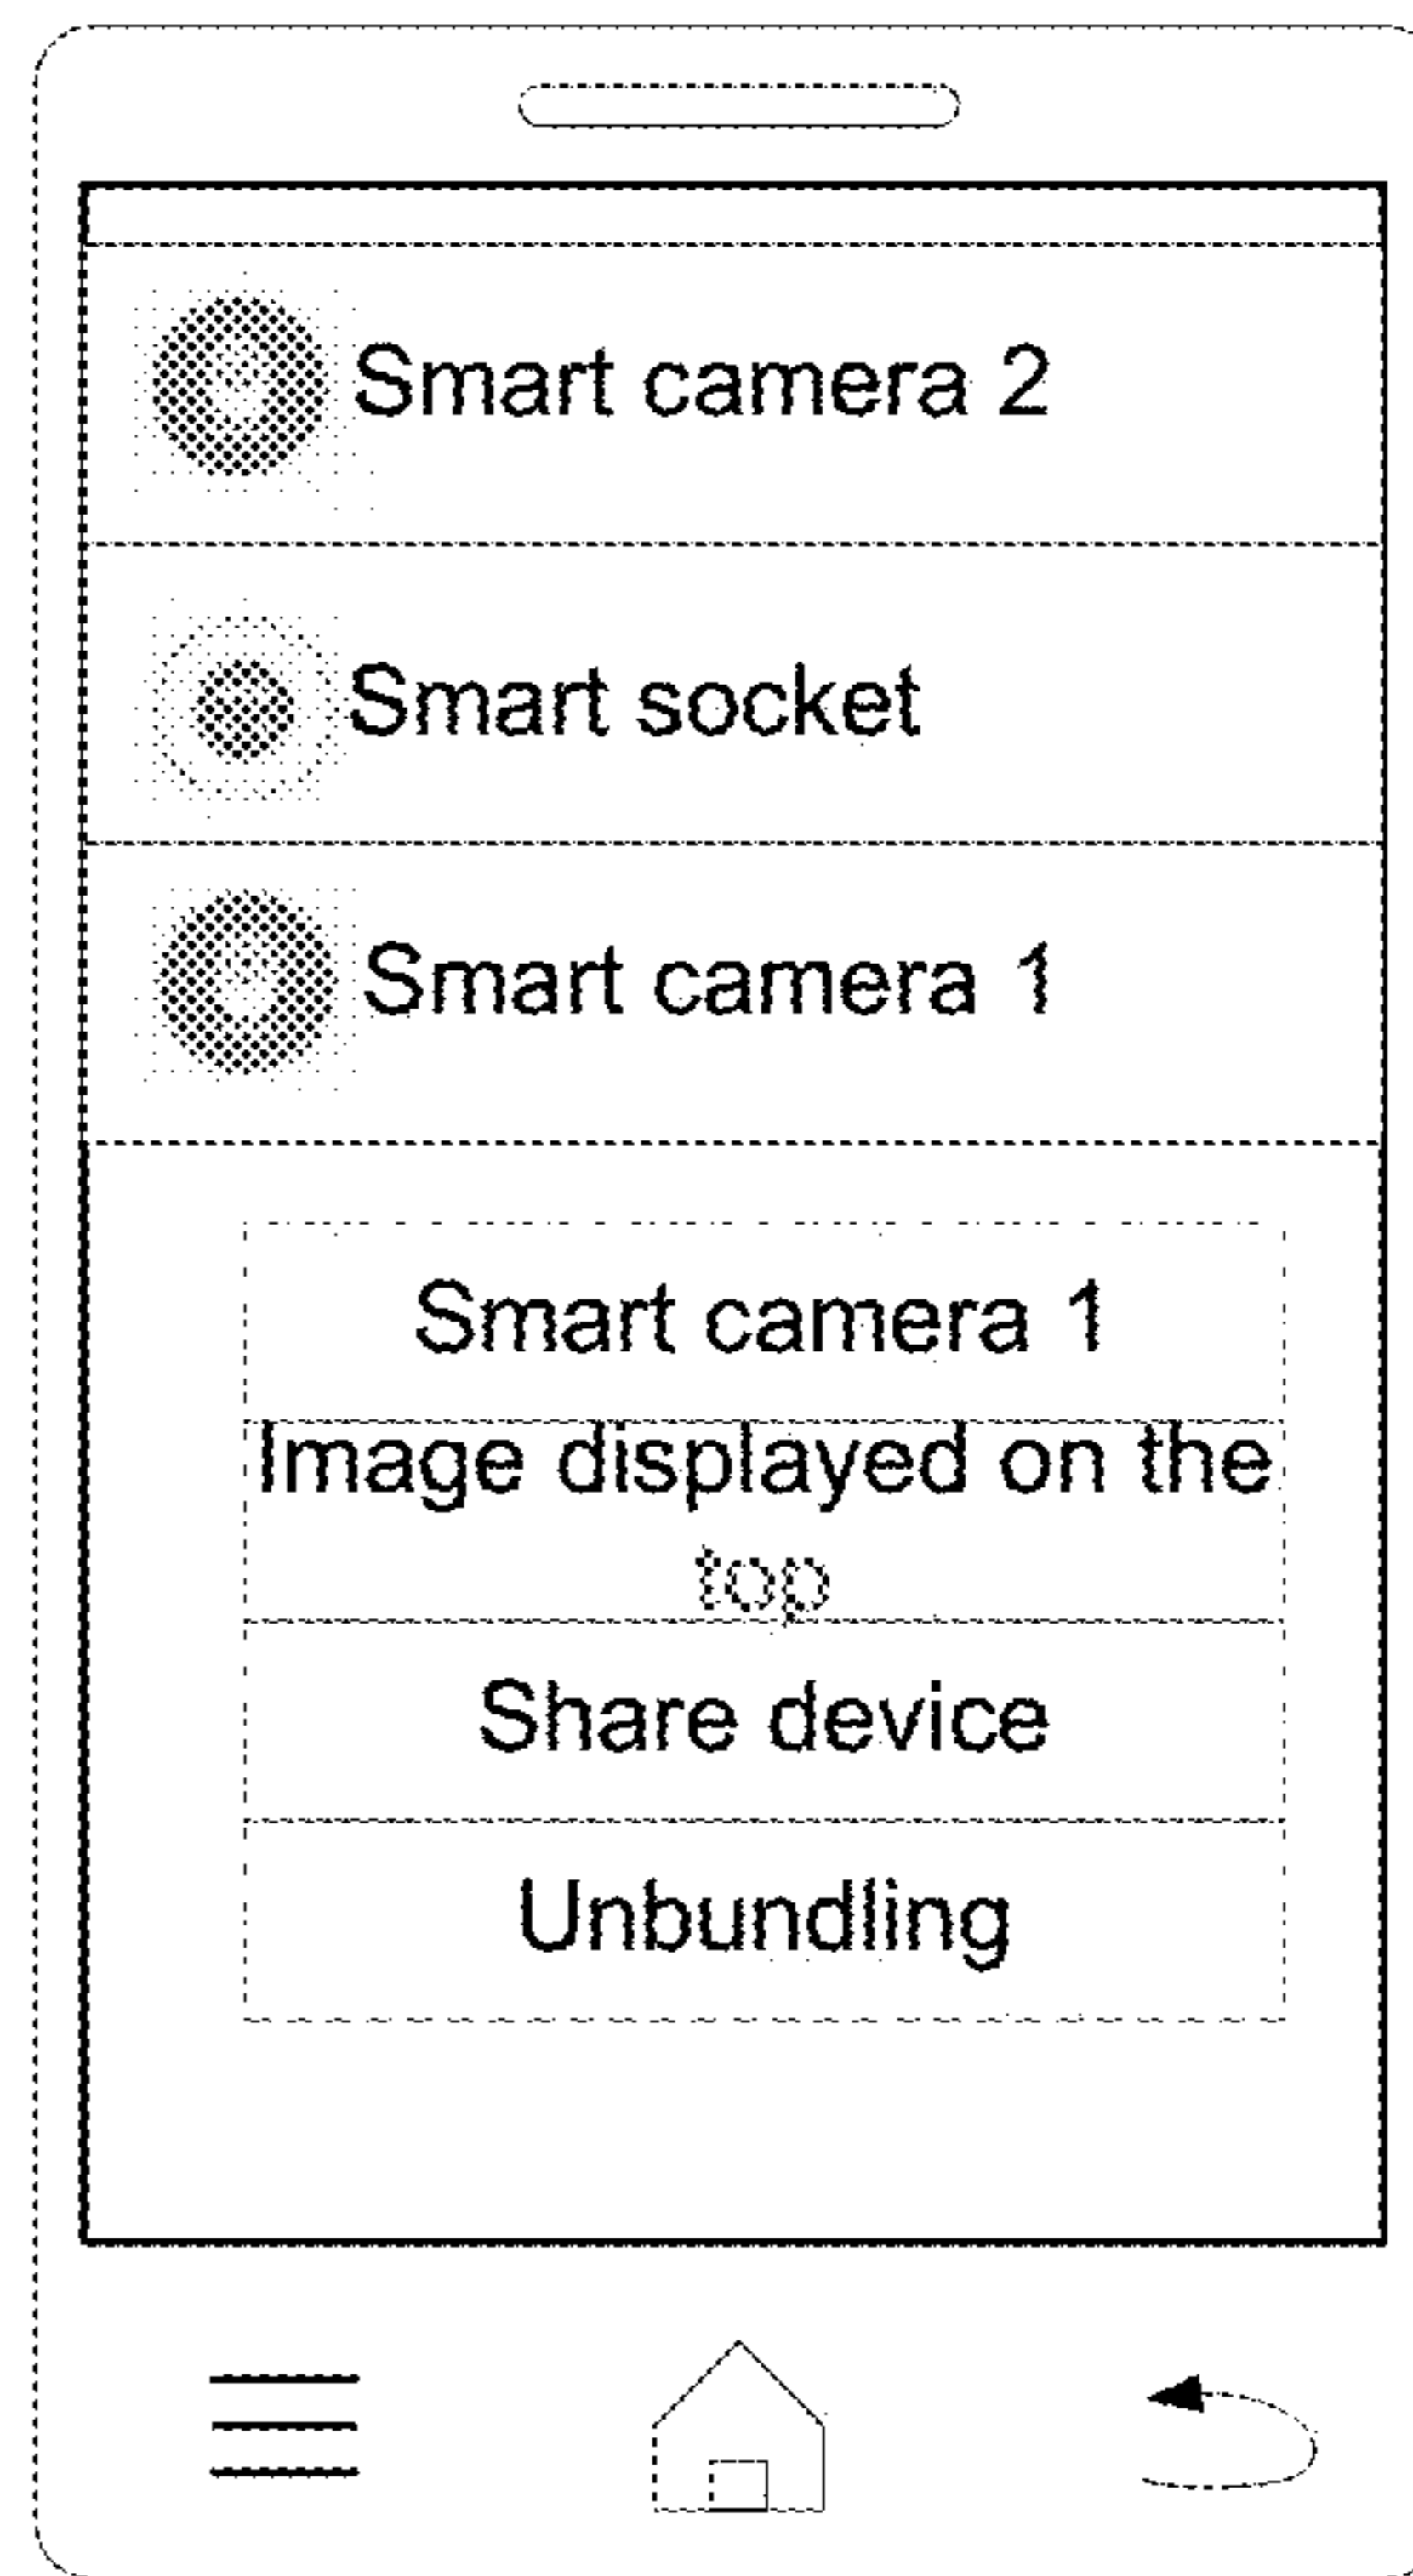 Smart camera 2
Smart socket
Smart camera 1
Smart camera 1
Image displayed on the
top
Share device
Unbundling